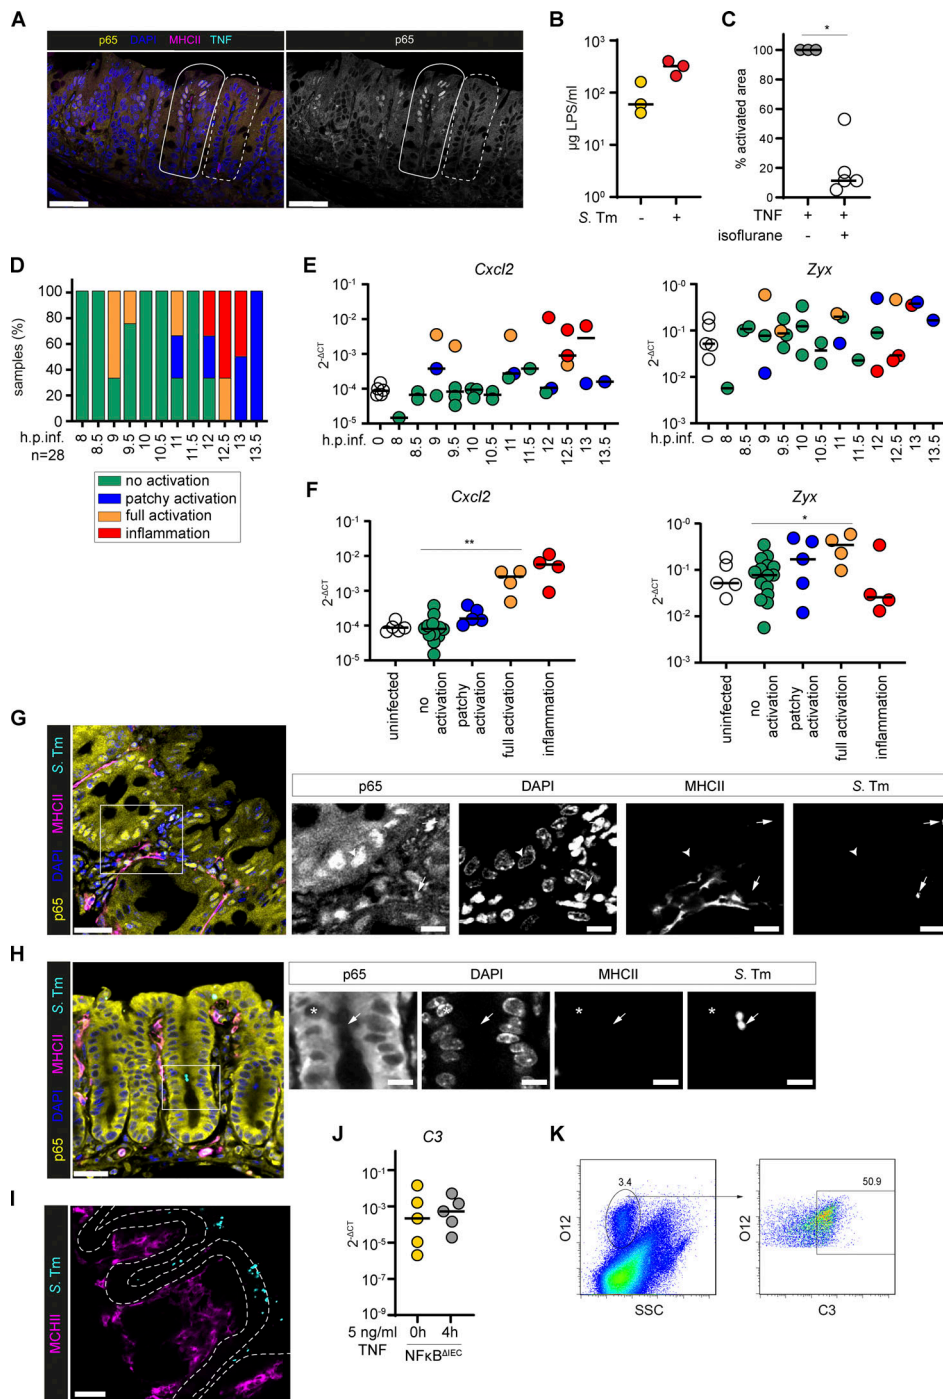 A
p65 DAPI MHCII TNF
p65
B
µg LPS/ml
10³
10²
10¹
10⁰
S. Tm - +
C
*
% activated area
100
80
60
40
20
0
TNF + +
isoflurane - +
D
samples (%)
100
80
60
40
20
0
h.p.inf. 8 8.5 9 9.5 10 10.5 11 11.5 12 12.5 13 13.5
n=28
no activation
patchy activation
full activation
inflammation
E
Cxcl2
2-ΔCT
10-1
10-2
10-3
10-4
10-5
h.p.inf. 0 8 8.5 9 9.5 10 10.5 11 11.5 12 12.5 13 13.5
Zyx
2-ΔCT
10-0
10-1
10-2
10-3
h.p.inf. 0 8 8.5 9 9.5 10 10.5 11 11.5 12 12.5 13 13.5
F
Cxcl2
**
2-ΔCT
10-1
10-2
10-3
10-4
10-5
uninfected
no activation
patchy activation
full activation
inflammation
Zyx
*
2-ΔCT
10-0
10-1
10-2
10-3
uninfected
no activation
patchy activation
full activation
inflammation
G
p65 DAPI MHCII S. Tm
p65
DAPI
MHCII
S. Tm
H
p65 DAPI MHCII S. Tm
p65
DAPI
MHCII
S. Tm
*
*
*
I
MCHII S. Tm
J
C3
2-ΔCT
10-1
10-3
10-5
10-7
10-9
5 ng/ml 0h 4h
TNF NFκBΔIEC
K
3.4
O12
SSC
50.9
O12
C3